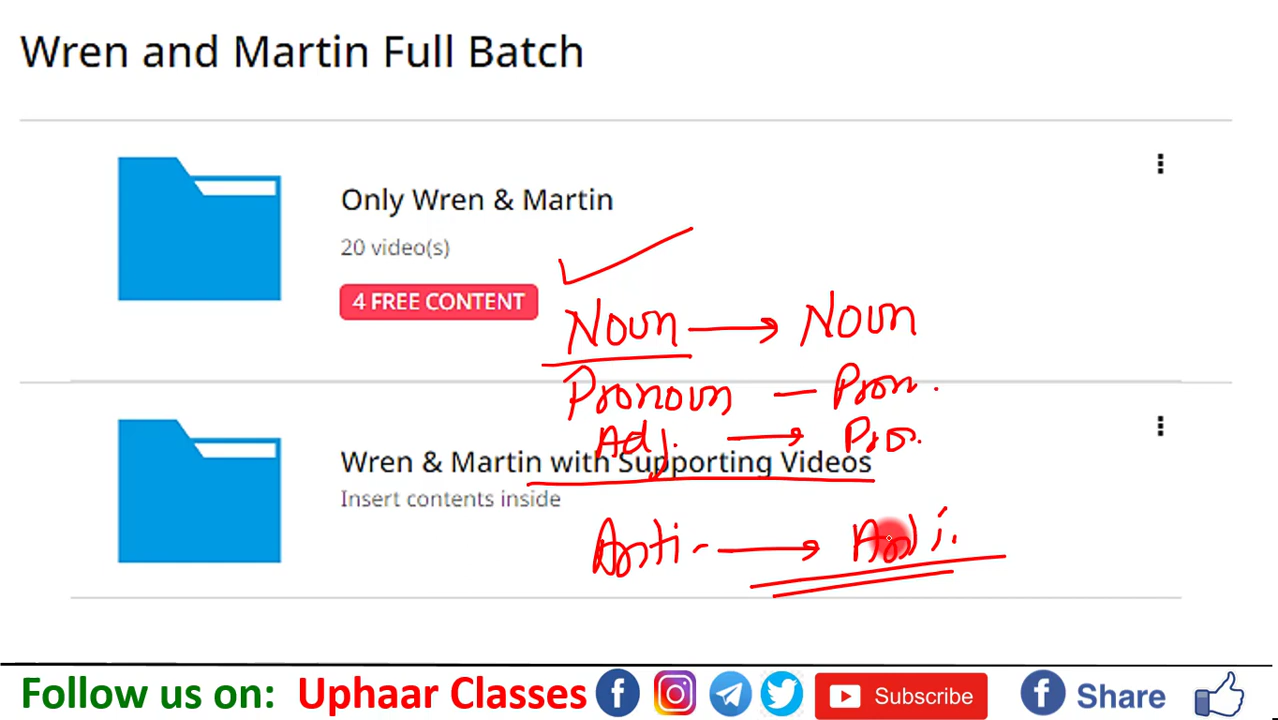 Wren and Martin Full Batch
Only Wren & Martin
20 video(s)
4 FREE CONTENT
Noun → Noun
Pronoun — Pron.
Adj. → Pron.
Wren & Martin with Supporting Videos
Insert contents inside
Arti →
Follow us on: Uphaar Classes Subscribe Share